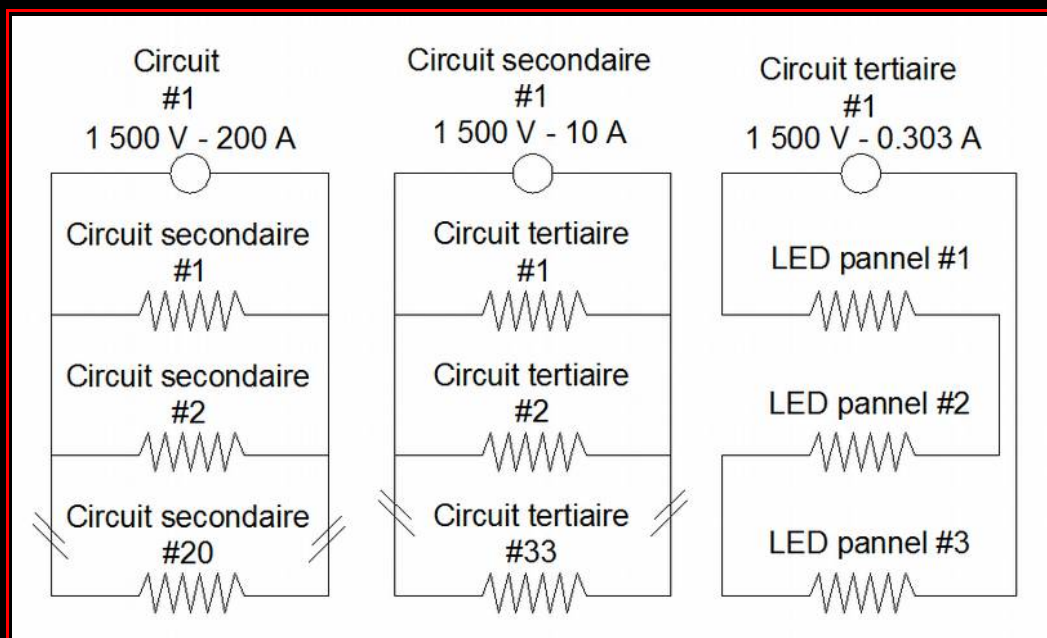 Circuit
#1
1 500 V - 200 A
Circuit secondaire
#1
Circuit secondaire
#2
Circuit secondaire
#20
Circuit secondaire
#1
1 500 V - 10 A
Circuit tertiaire
#1
Circuit tertiaire
#2
Circuit tertiaire
#33
Circuit tertiaire
#1
1 500 V - 0.303 A
LED pannel #1
LED pannel #2
LED pannel #3